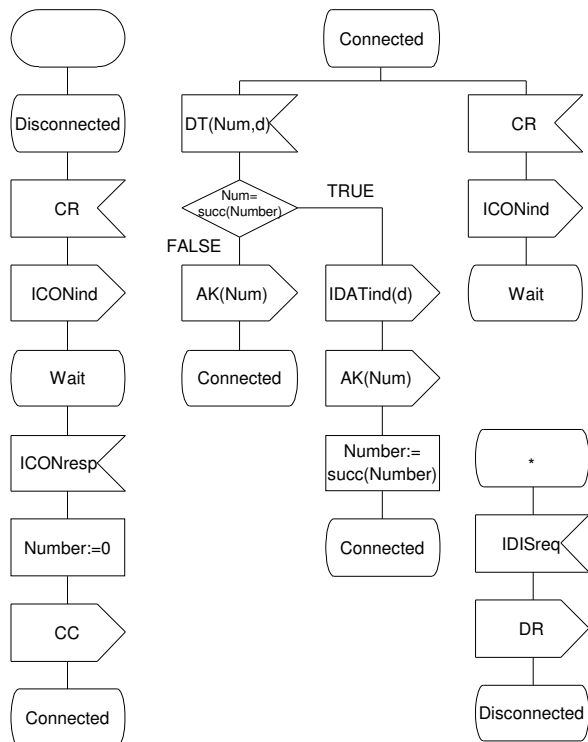 Disconnected
CR
ICONind
Wait
ICONresp
Number:=0
CC
Connected
Connected
DT(Num,d)
Num=
succ(Number)
FALSE
TRUE
AK(Num)
Connected
IDATind(d)
AK(Num)
Number:=
succ(Number)
Connected
CR
ICONind
Wait
*
IDISreq
DR
Disconnected